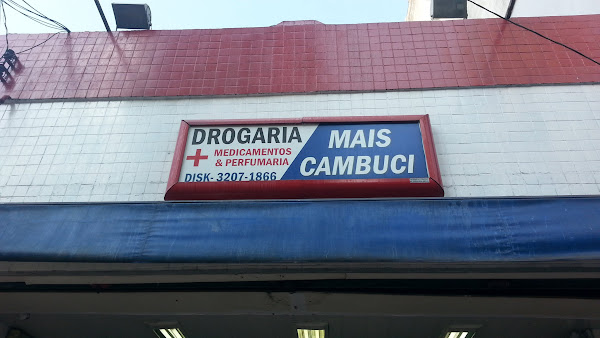 DROGARIA
MEDICAMENTOS
& PERFUMARIA
DISK- 3207-1866
MAIS
CAMBUCI